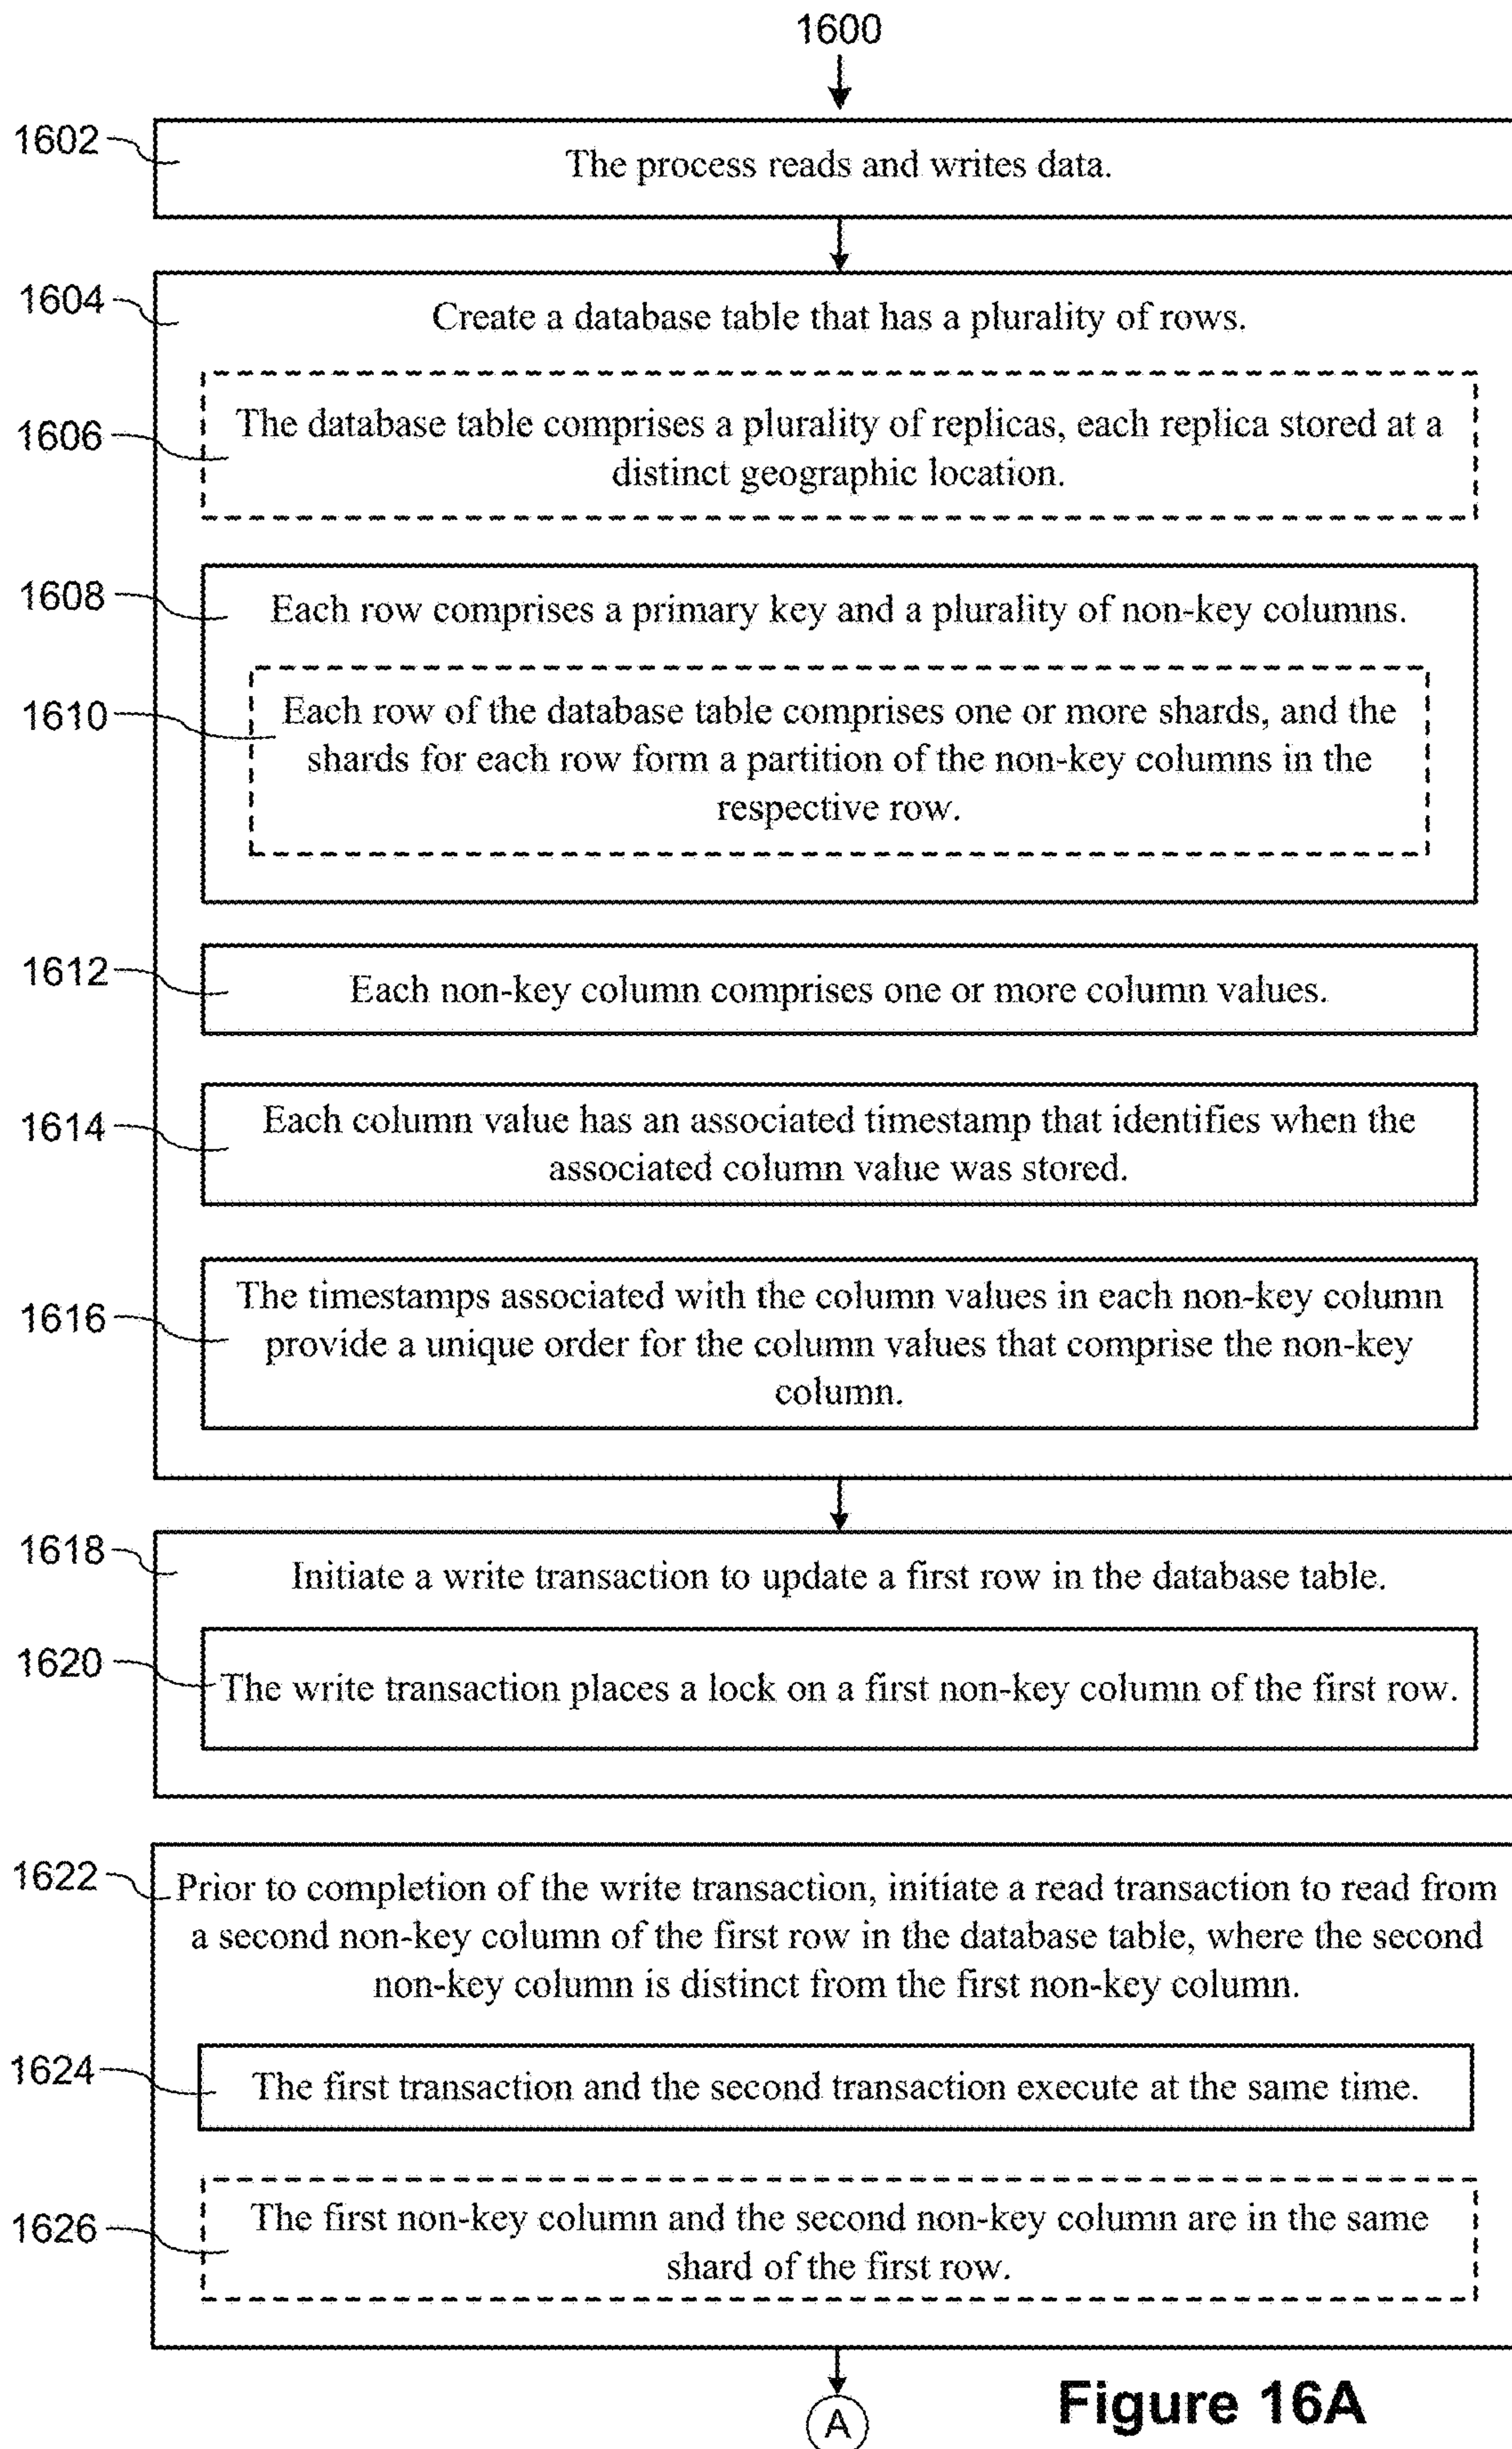 1600
1602
The process reads and writes data.
1604
Create a database table that has a plurality of rows.
1606
The database table comprises a plurality of replicas, each replica stored at a
distinct geographic location.
1608
Each row comprises a primary key and a plurality of non-key columns.
1610
Each row of the database table comprises one or more shards, and the
shards for each row form a partition of the non-key columns in the
respective row.
1612
Each non-key column comprises one or more column values.
1614
Each column value has an associated timestamp that identifies when the
associated column value was stored.
1616
The timestamps associated with the column values in each non-key column
provide a unique order for the column values that comprise the non-key
column.
1618
Initiate a write transaction to update a first row in the database table.
1620
The write transaction places a lock on a first non-key column of the first row.
1622
Prior to completion of the write transaction, initiate a read transaction to read from
a second non-key column of the first row in the database table, where the second
non-key column is distinct from the first non-key column.
1624
The first transaction and the second transaction execute at the same time.
1626
The first non-key column and the second non-key column are in the same
shard of the first row.
A
Figure 16A